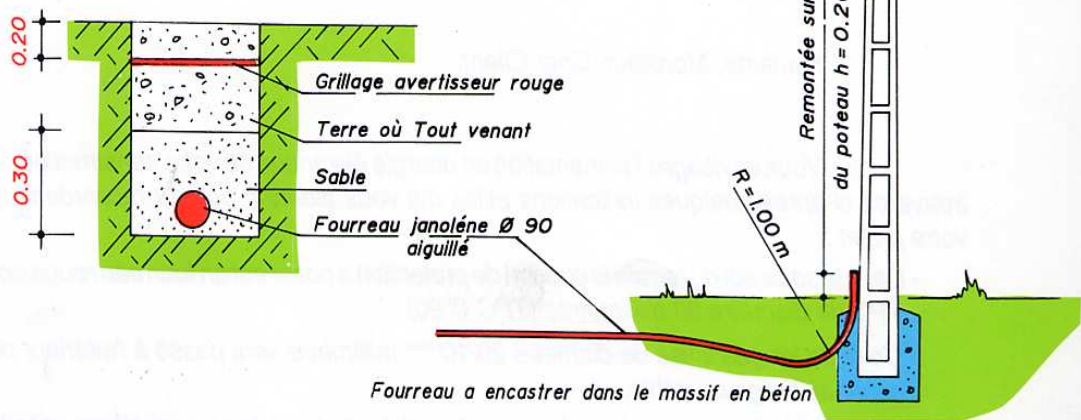 0.20
0.30
Grillage avertisseur rouge
Terre où Tout venant
Sable
Fourreau janoléne Ø 90
aiguillé
R=1.00 m
Remontée sur
du poteau h=0.20
Fourreau a encastrer dans le massif en béton